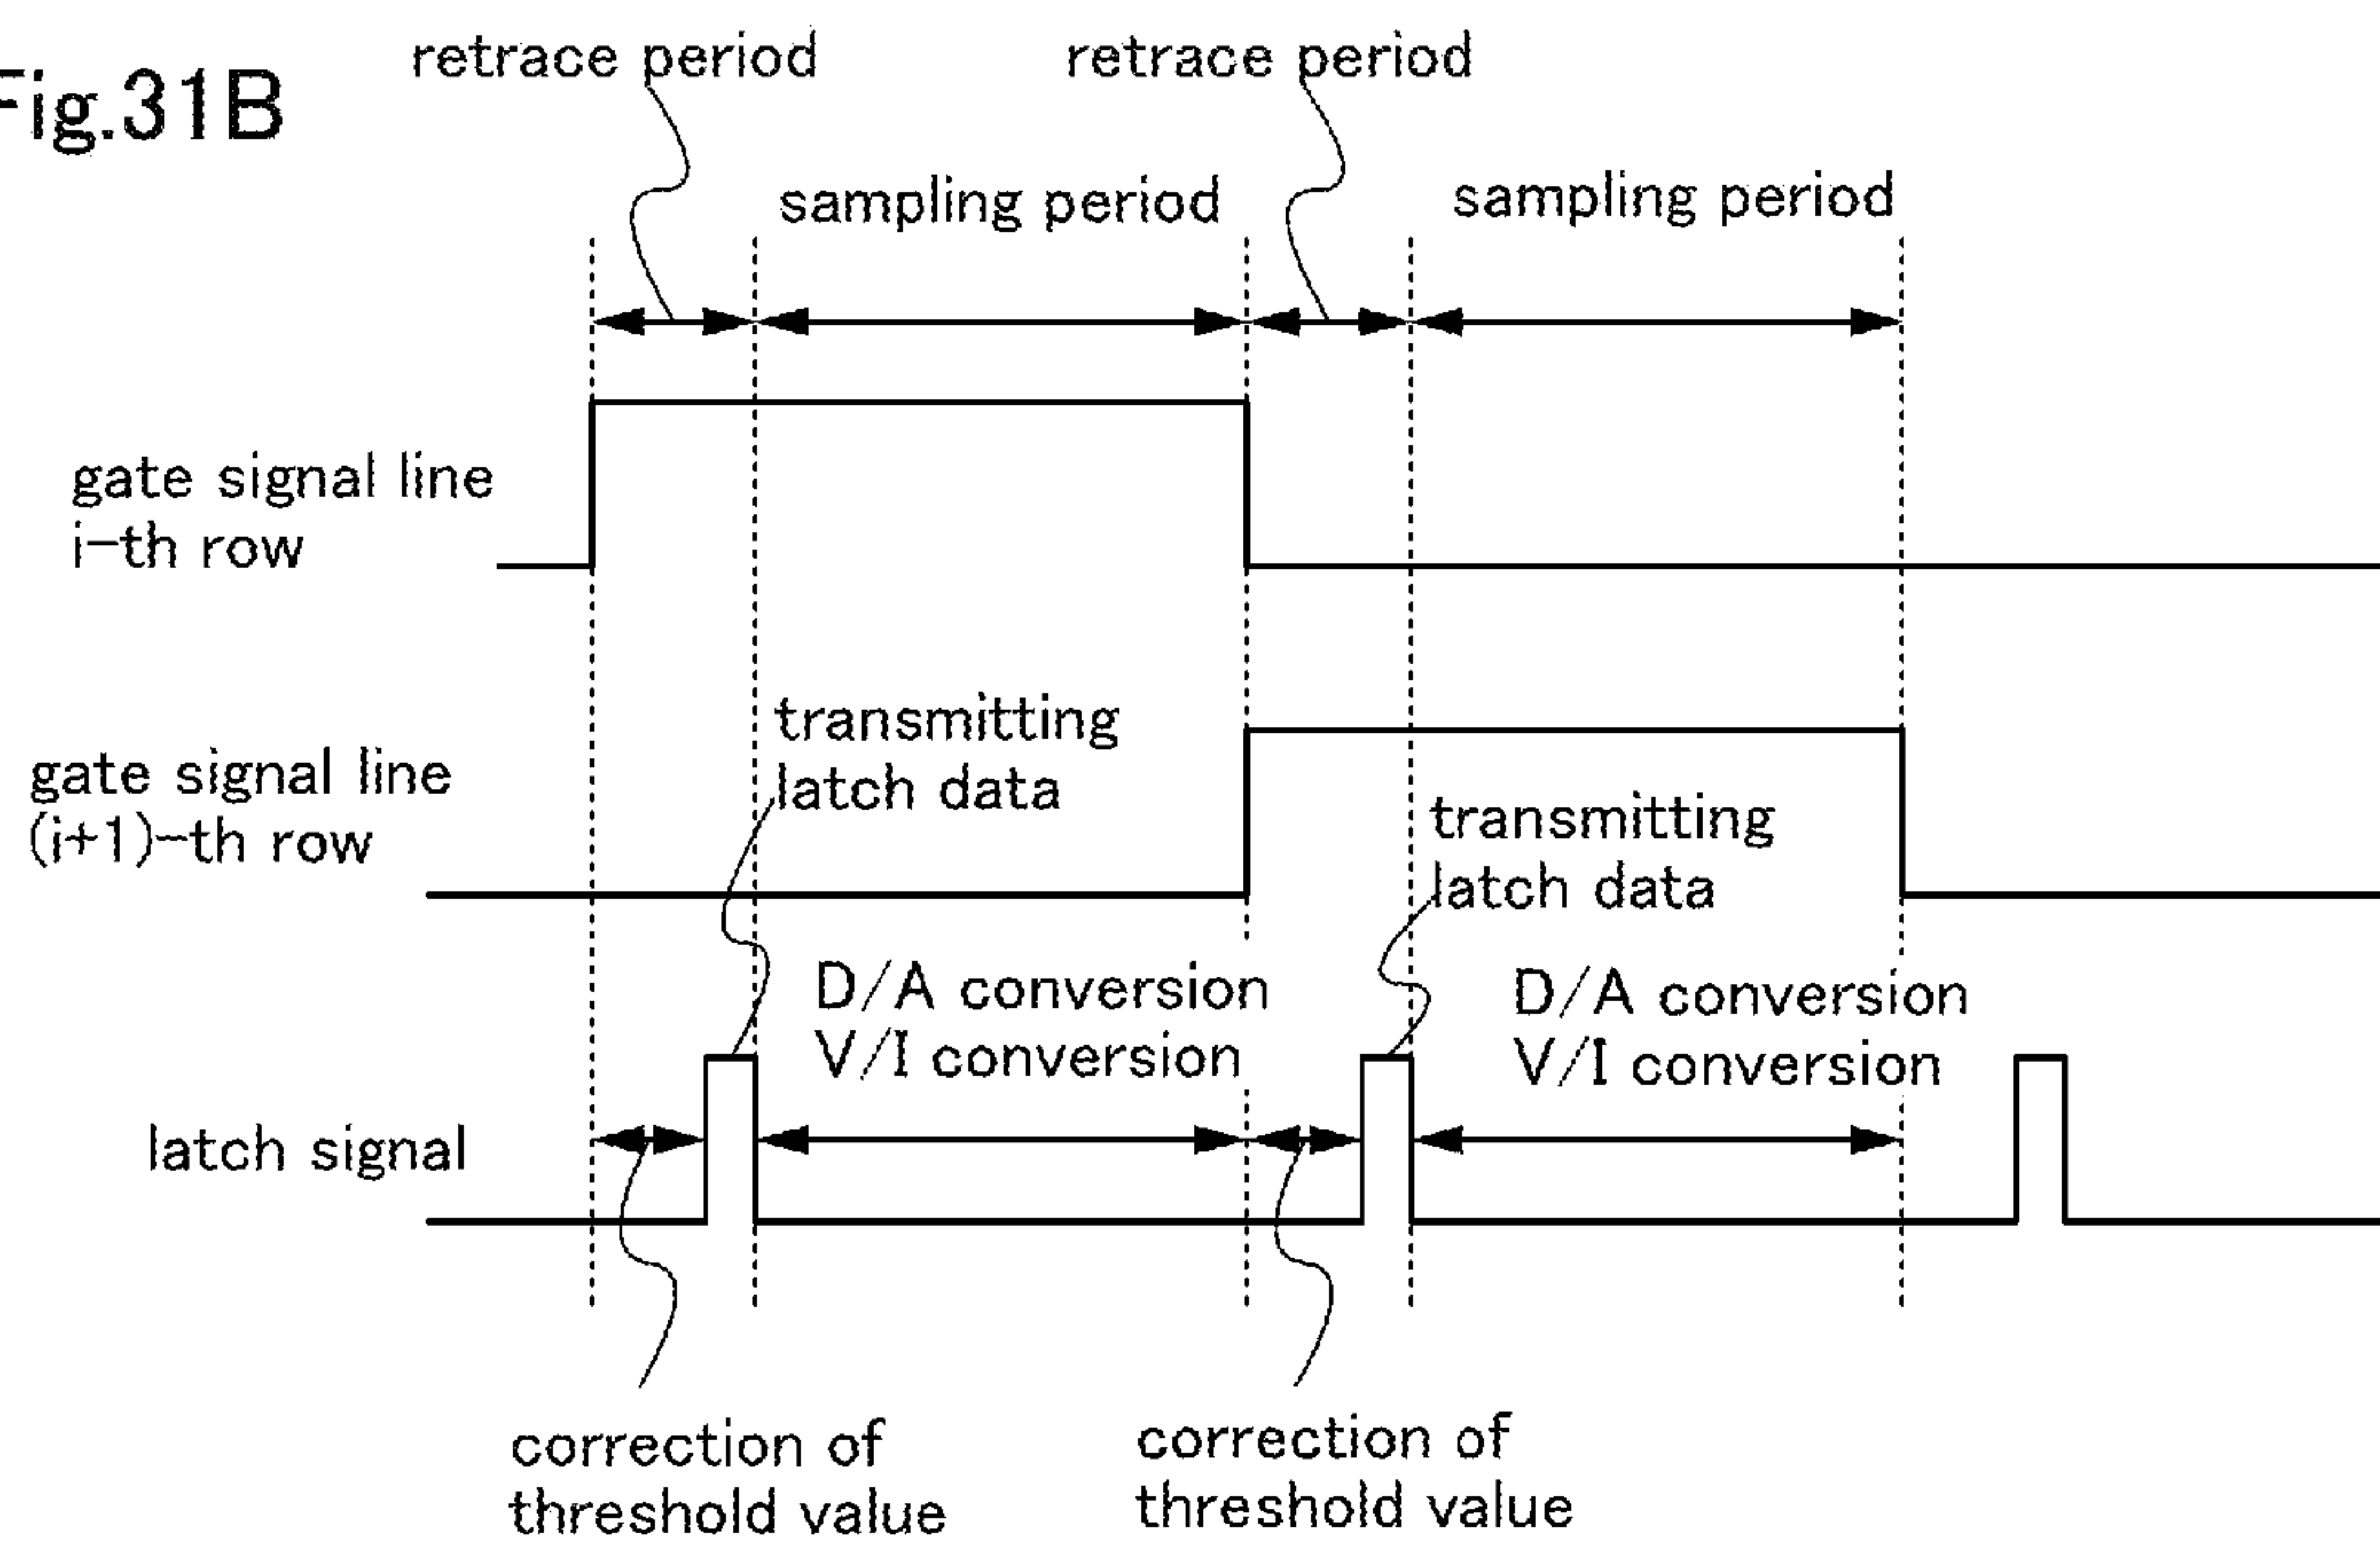 Fig.31B
retrace period
retrace period
sampling period
sampling period
gate signal line
i-th row
transmitting
latch data
gate signal line
(i+1)-th row
transmitting
latch data
D/A conversion
V/I conversion
D/A conversion
V/I conversion
latch signal
correction of
threshold value
correction of
threshold value